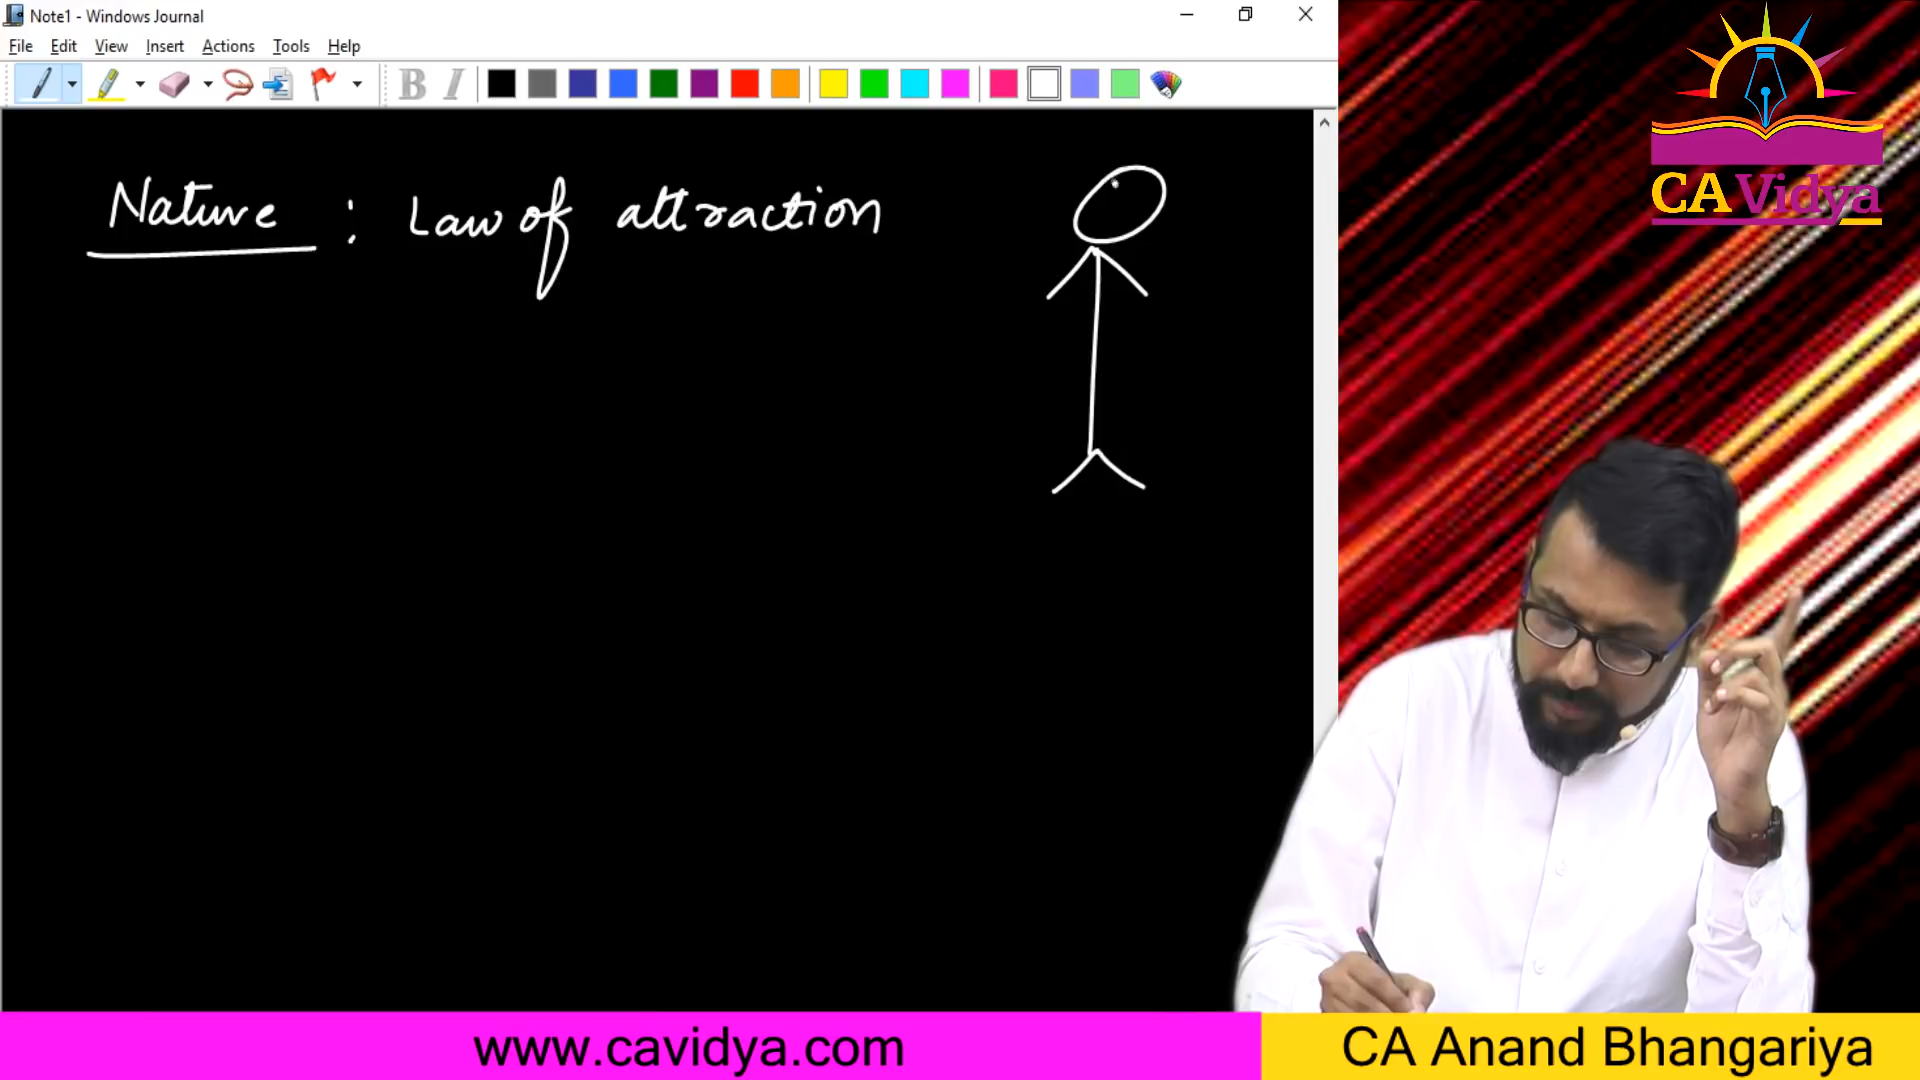 Note1 - Windows Journal
File Edit View Insert Actions Tools Help
B I
Nature : Law of attraction
CA Vidya
www.cavidya.com
CA Anand Bhangariya